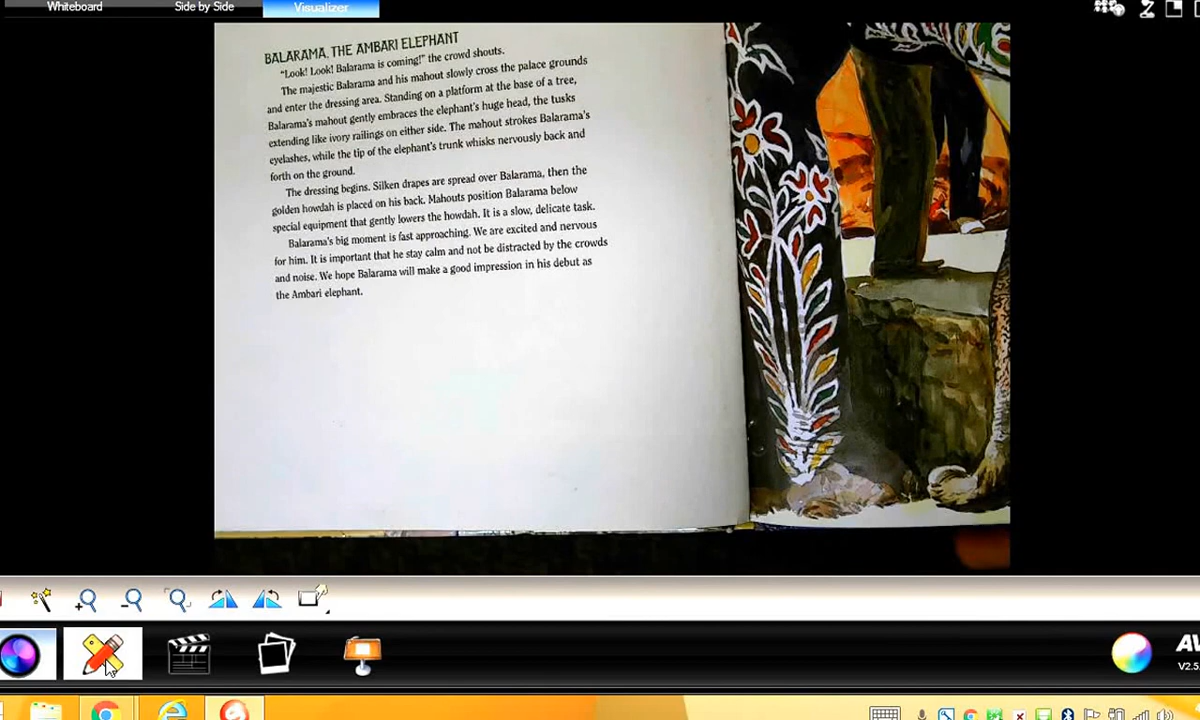 Whiteboard
Side by Side
Visualizer
BALARAMA, THE AMBARI ELEPHANT
"Look! Look! Balarama is coming!" the crowd shouts.
The majestic Balarama and his mahout slowly cross the palace grounds
and enter the dressing area. Standing on a platform at the base of a tree,
Balarama's mahout gently embraces the elephant's huge head, the tusks
extending like ivory railings on either side. The mahout strokes Balarama's
eyelashes, while the tip of the elephant's trunk whisks nervously back and
forth on the ground.
The dressing begins. Silken drapes are spread over Balarama, then the
golden howdah is placed on his back. Mahouts position Balarama below
special equipment that gently lowers the howdah. It is a slow, delicate task.
Balarama's big moment is fast approaching. We are excited and nervous
for him. It is important that he stay calm and not be distracted by the crowds
and noise. We hope Balarama will make a good impression in his debut as
the Ambari elephant.
V2.5